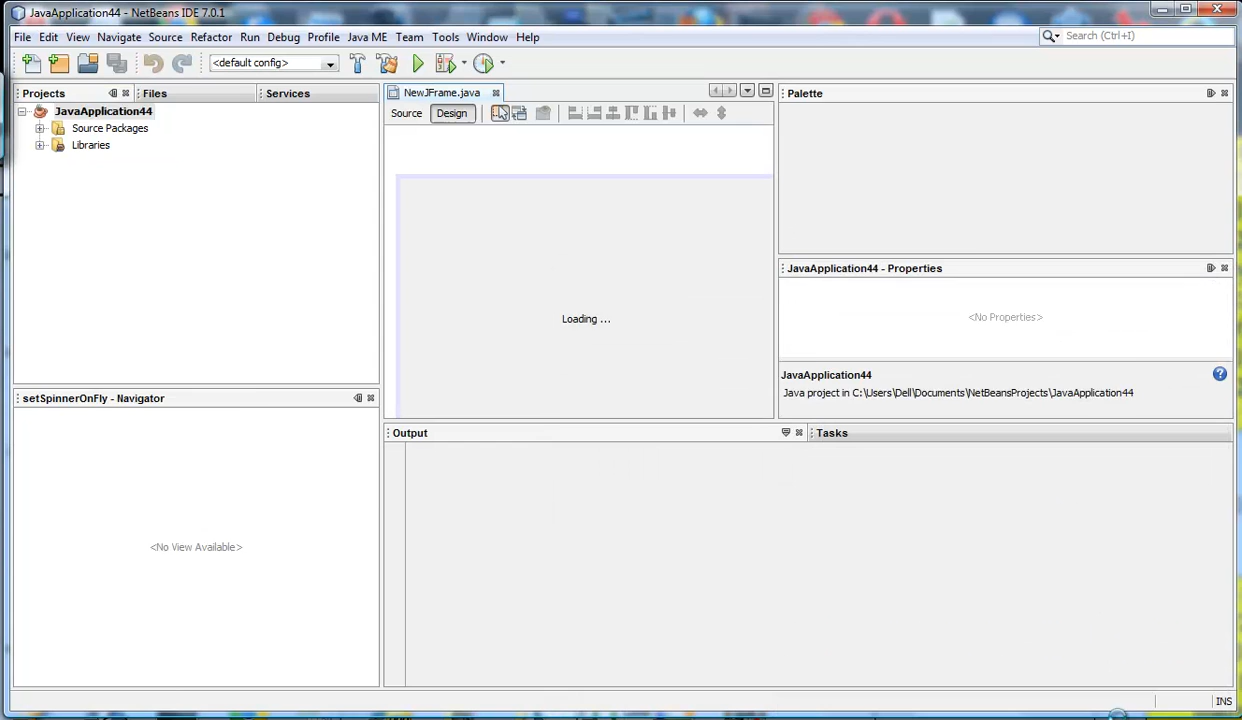 JavaApplication44 - NetBeans IDE 7.0.1
File Edit View Navigate Source Refactor Run Debug Profile Java ME Team Tools Window Help
Search (Ctrl+I)
<default config>
Projects Files Services
NewJFrame.java
Palette
JavaApplication44
Source Design
Source Packages
Libraries
JavaApplication44 - Properties
<No Properties>
Loading ...
JavaApplication44
Java project in C:\Users\Dell\Documents\NetBeansProjects\JavaApplication44
setSpinnerOnFly - Navigator
<No View Available>
Output Tasks
INS